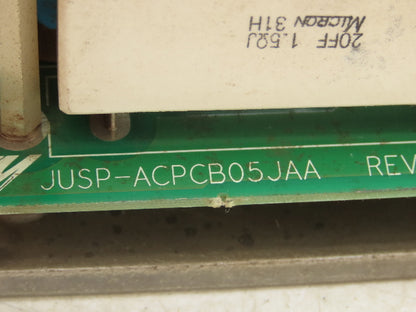 20FF 1.5ΩJ
MICRON 31H
JUSP-ACPCB05JAA REV